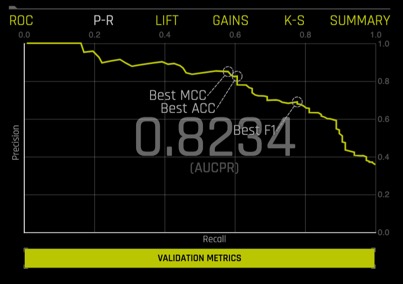 ROC P-R LIFT GAINS K-S SUMMARY
0.0 0.2 0.4 0.6 0.8 1.0
1.0
0.8
Best MCC
Best ACC
0.6
0.8234
Best F1
(AUCPR)
Precision
0.4
0.2
0.0
Recall
VALIDATION METRICS